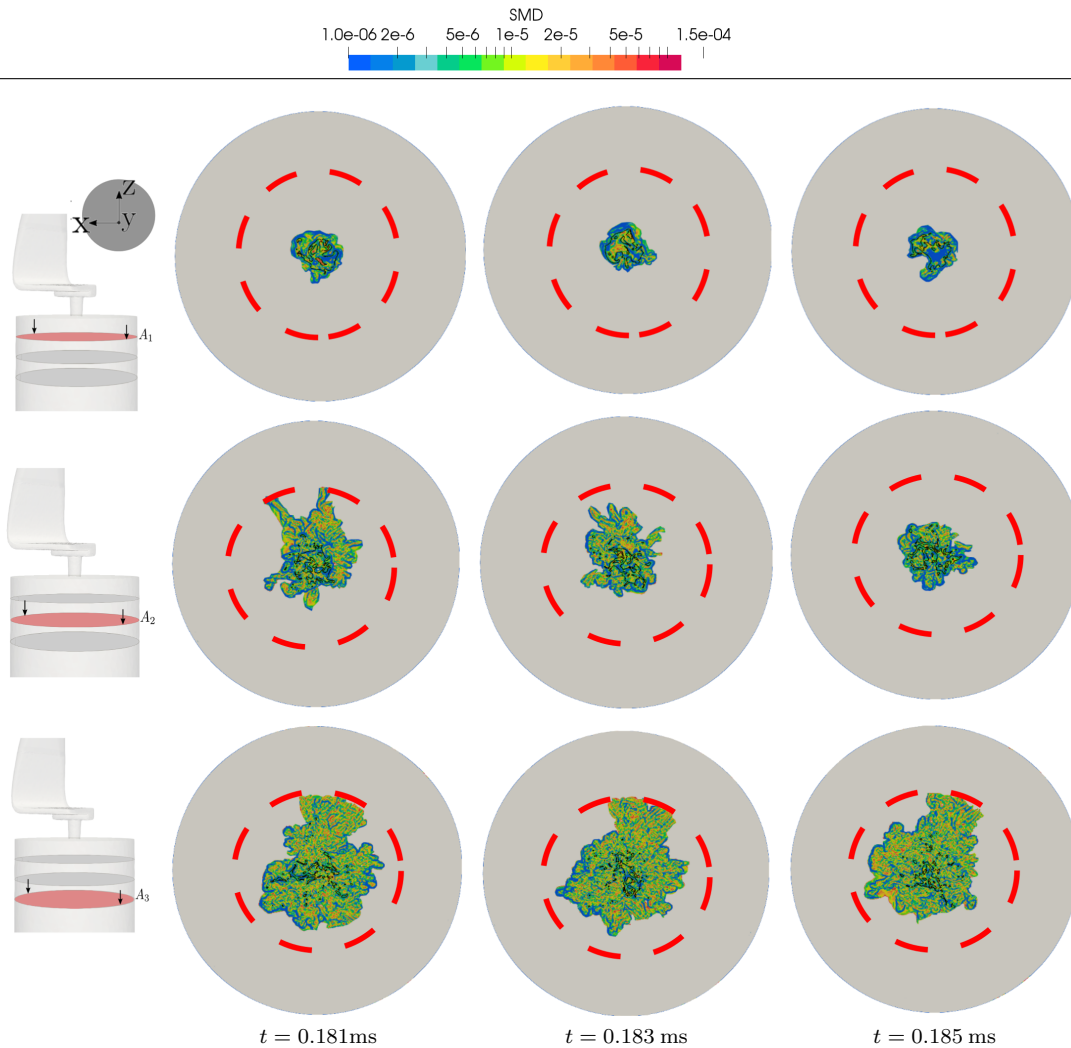 SMD
1.0e-06 2e-6 5e-6 1e-5 2e-5 5e-5 1.5e-04
Z
X y
A1
A2
A3
t = 0.181ms t = 0.183 ms t = 0.185 ms